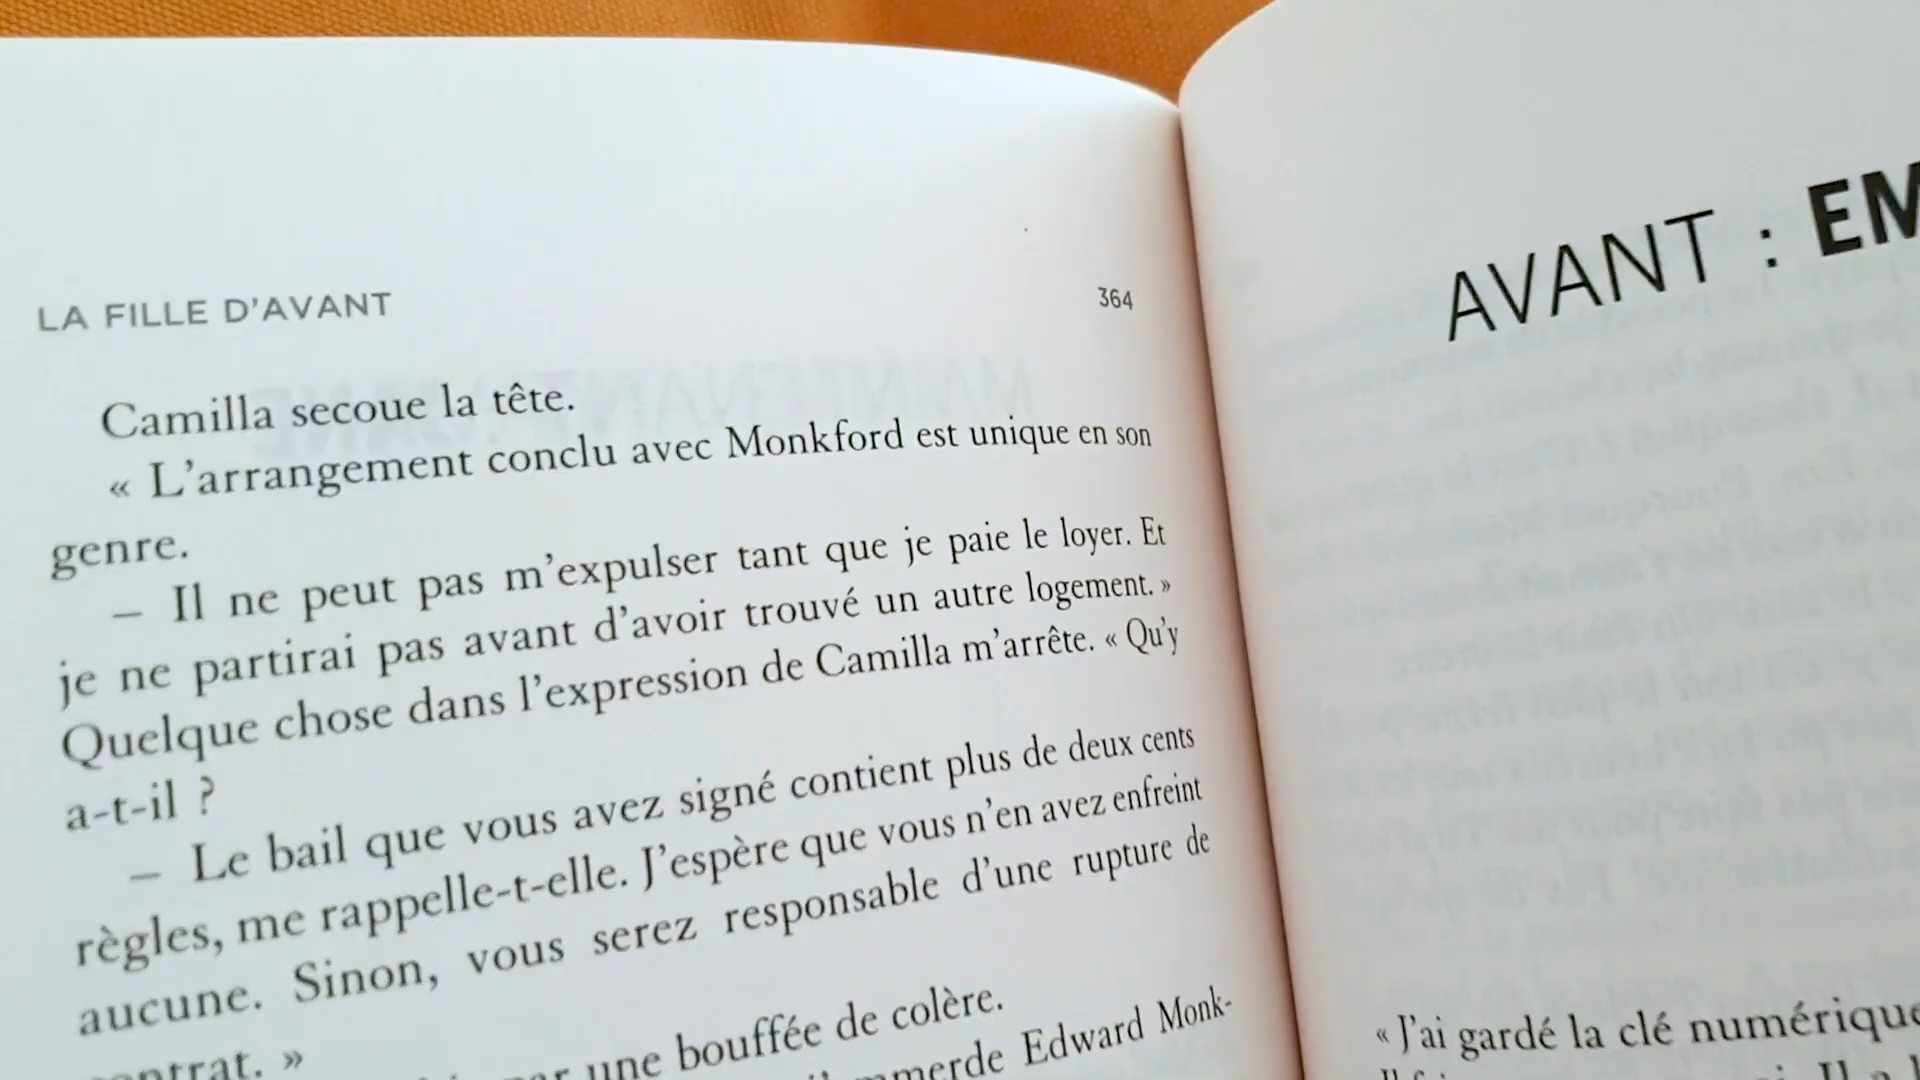 LA FILLE D'AVANT 364
Camilla secoue la tête.
« L'arrangement conclu avec Monkford est unique en son
genre.
– Il ne peut pas m'expulser tant que je paie le loyer. Et
je ne partirai pas avant d'avoir trouvé un autre logement. »
Quelque chose dans l'expression de Camilla m'arrête. « Qu'y
a-t-il ?
– Le bail que vous avez signé contient plus de deux cents
règles, me rappelle-t-elle. J'espère que vous n'en avez enfreint
aucune. Sinon, vous serez responsable d'une rupture de
contrat. »
par une bouffée de colère.
Edward Monk-
AVANT : EM
« J'ai gardé la clé numérique